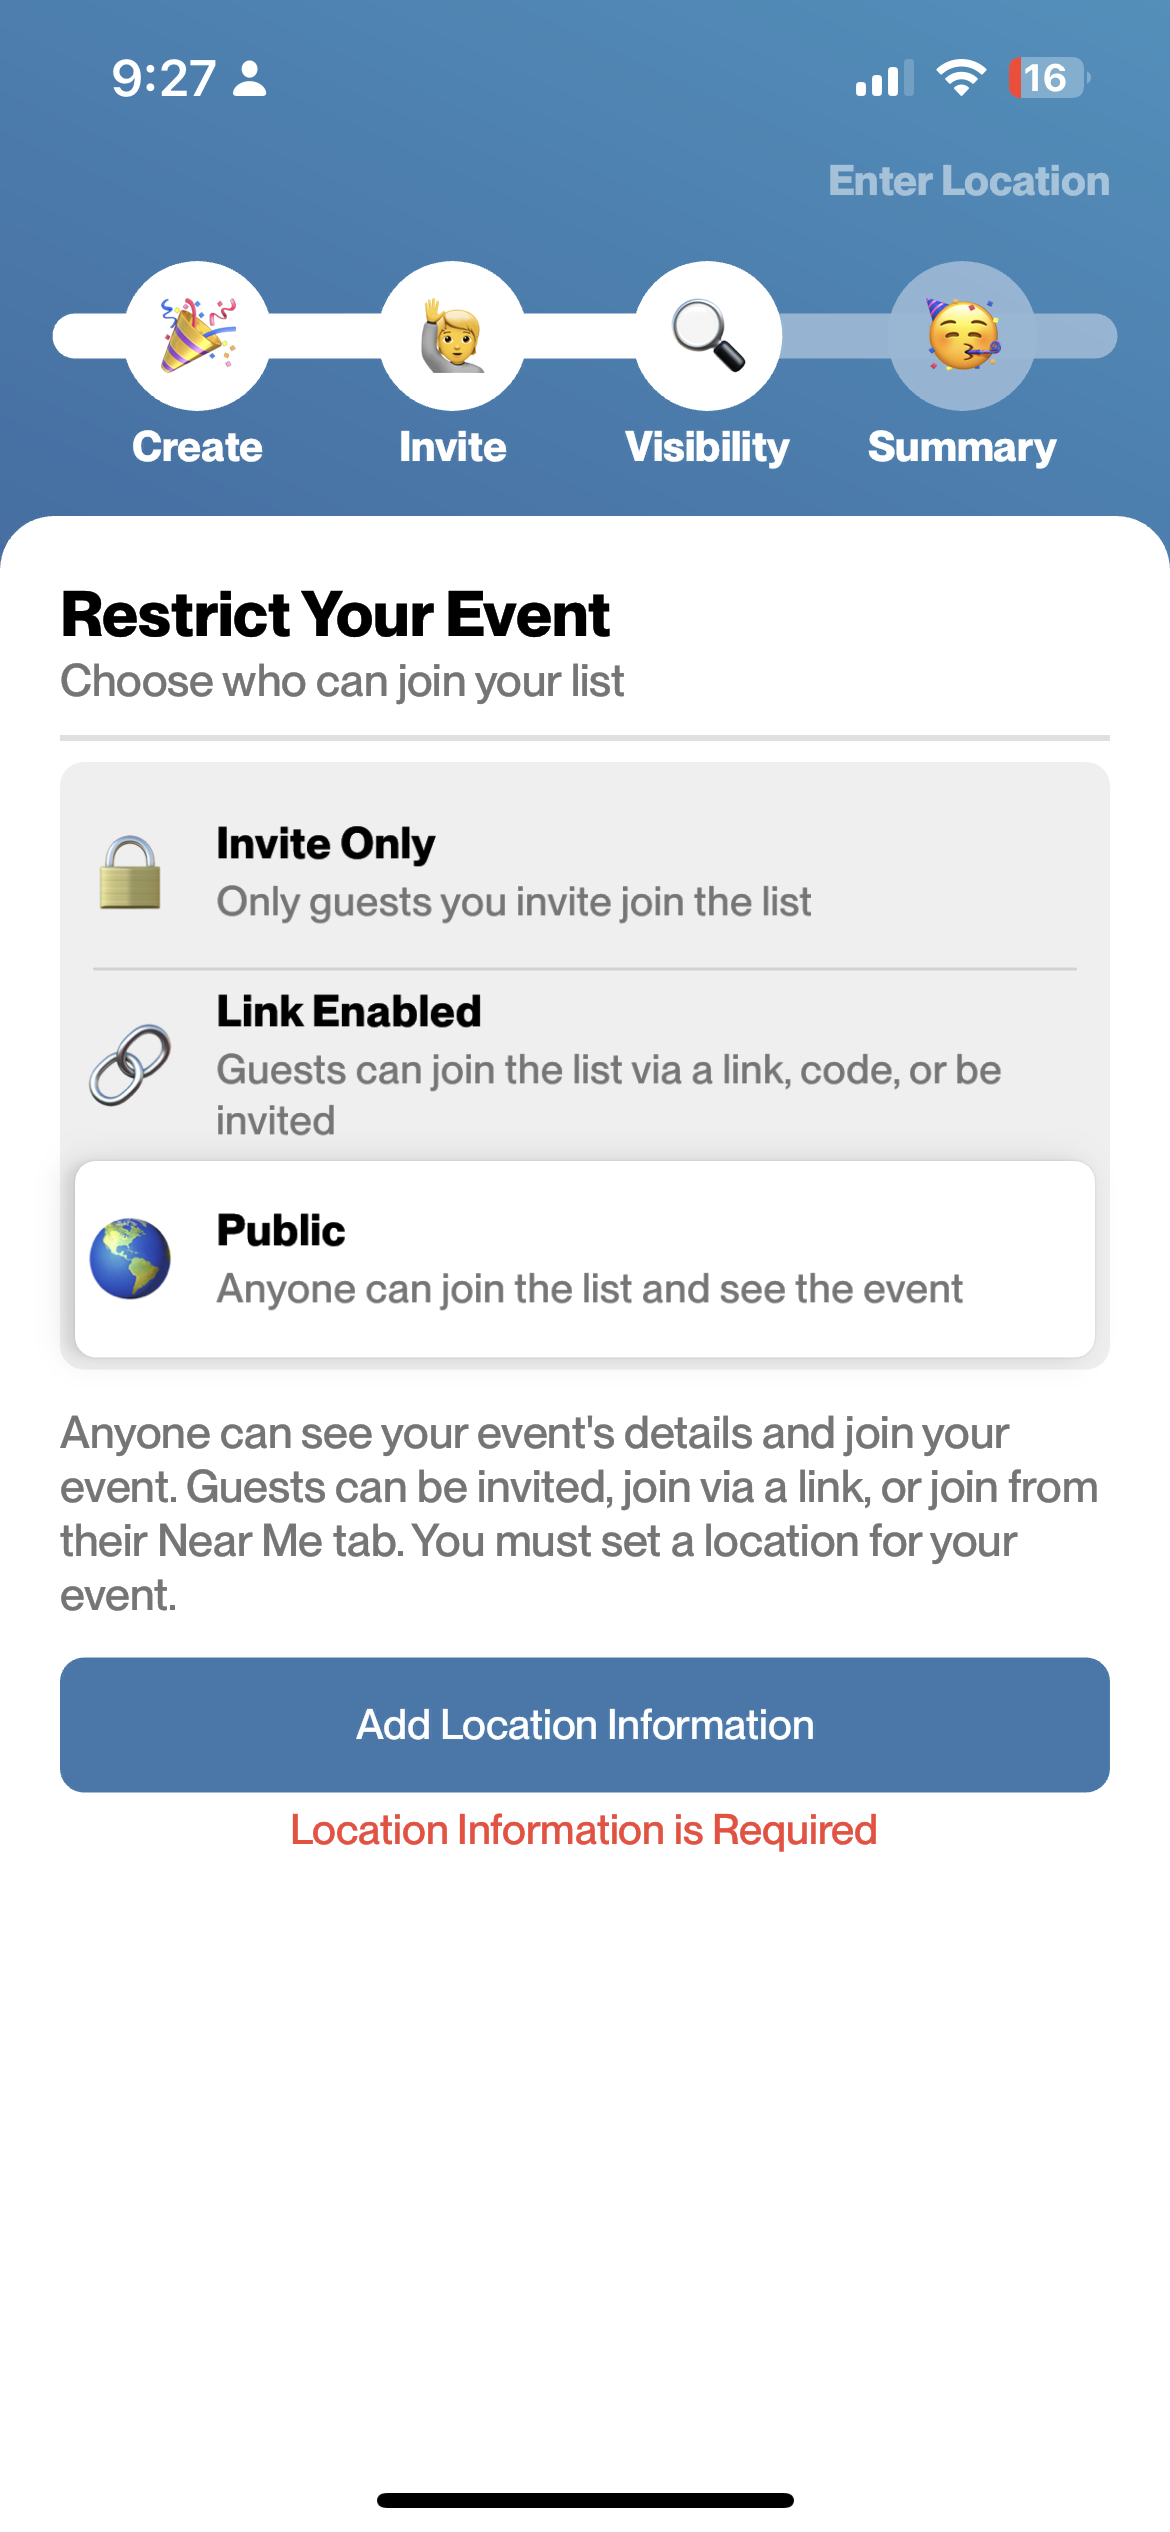 9:27
16
Enter Location
Create
Invite
Visibility
Summary
Restrict Your Event
Choose who can join your list
Invite Only
Only guests you invite join the list
Link Enabled
Guests can join the list via a link, code, or be
invited
Public
Anyone can join the list and see the event
Anyone can see your event's details and join your
event. Guests can be invited, join via a link, or join from
their Near Me tab. You must set a location for your
event.
Add Location Information
Location Information is Required